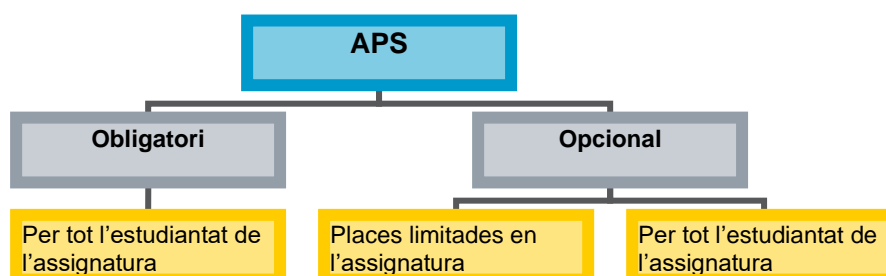 APS
Obligatori
Opcional
Per tot l’estudiantat de
l’assignatura
Places limitades en
l’assignatura
Per tot l’estudiantat de
l’assignatura